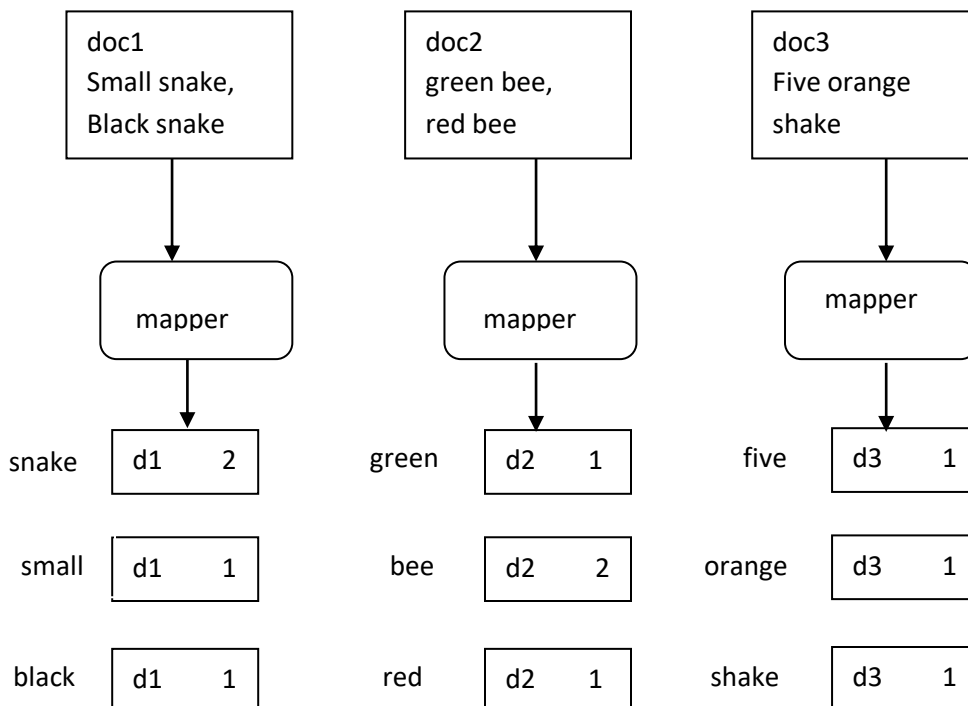 doc1
Small snake,
Black snake
doc2
green bee,
red bee
doc3
Five orange
shake
mapper
mapper
mapper
snake d1 2
green d2 1
five d3 1
small d1 1
bee d2 2
orange d3 1
black d1 1
red d2 1
shake d3 1